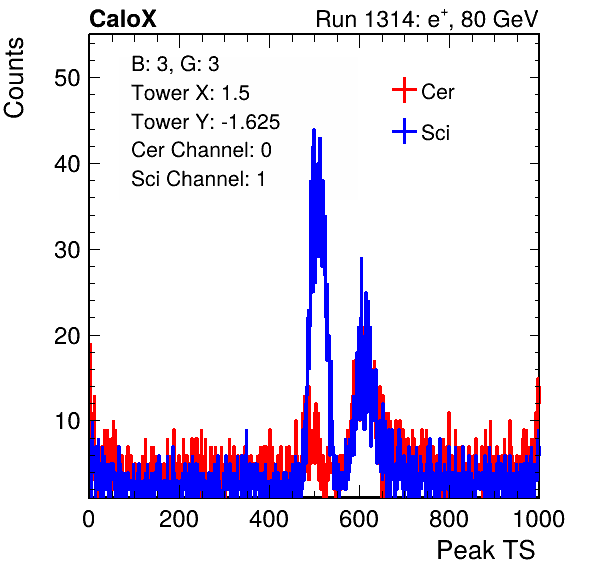 CaloX Run 1314: e⁺, 80 GeV
Counts
B: 3, G: 3
Tower X: 1.5
Tower Y: -1.625
Cer Channel: 0
Sci Channel: 1
Cer
Sci
50
40
30
20
10
0 200 400 600 800 1000
Peak TS